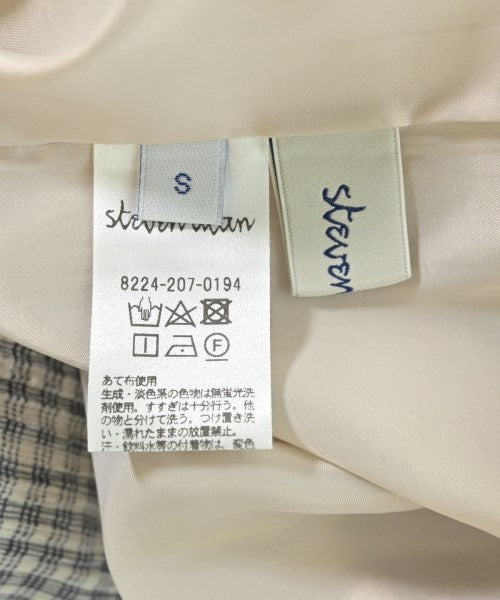 S
steven alan
steven
8224-207-0194
あて布使用
生成・淡色系の色物は無蛍光洗
剤使用。すすぎは十分行う。他
の物と分けて洗う。つけ置き洗
い・濡れたままの放置禁止。
汗・飲料水等の付着物は、変色